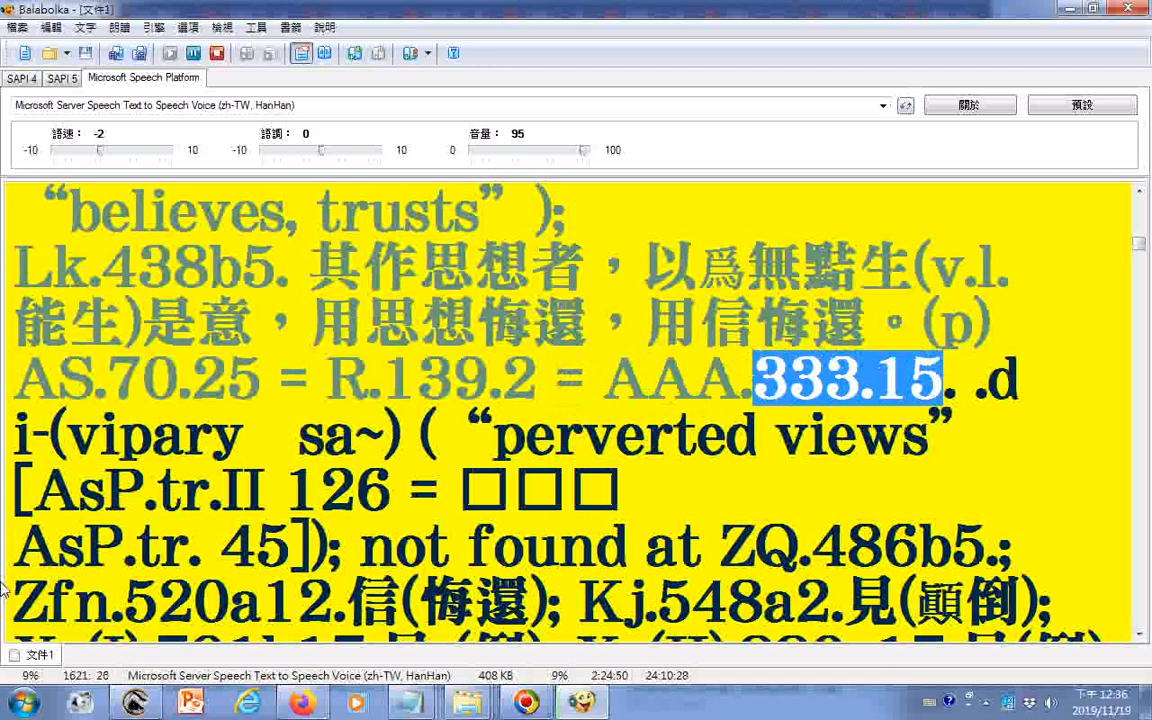 Balabolka - [文件1]
檔案 編輯 文字 朗讀 引擎 選項 檢視 工具 書籤 說明
SAPI 4 SAPI 5 Microsoft Speech Platform
Microsoft Server Speech Text to Speech Voice (zh-TW, HanHan) 關於 預設
語速： -2 語調： 0 音量： 95
-10 10 -10 10 0 100
“believes, trusts” );
Lk.438b5. 其作思想者，以爲無黠生(v.l.
能生)是意，用思想悔還，用信悔還。(p)
AS.70.25 = R.139.2 = AAA.333.15. .d
i-(vipary sa~) ( “perverted views”
[AsP.tr.II 126 = □□□
AsP.tr. 45]); not found at ZQ.486b5.;
Zfn.520a12.信(悔還); Kj.548a2.見(顚倒);
文件1
9% 1621: 26 Microsoft Server Speech Text to Speech Voice (zh-TW, HanHan) 408 KB 9% 2:24:50 24:10:28
下午 12:36
2019/11/19